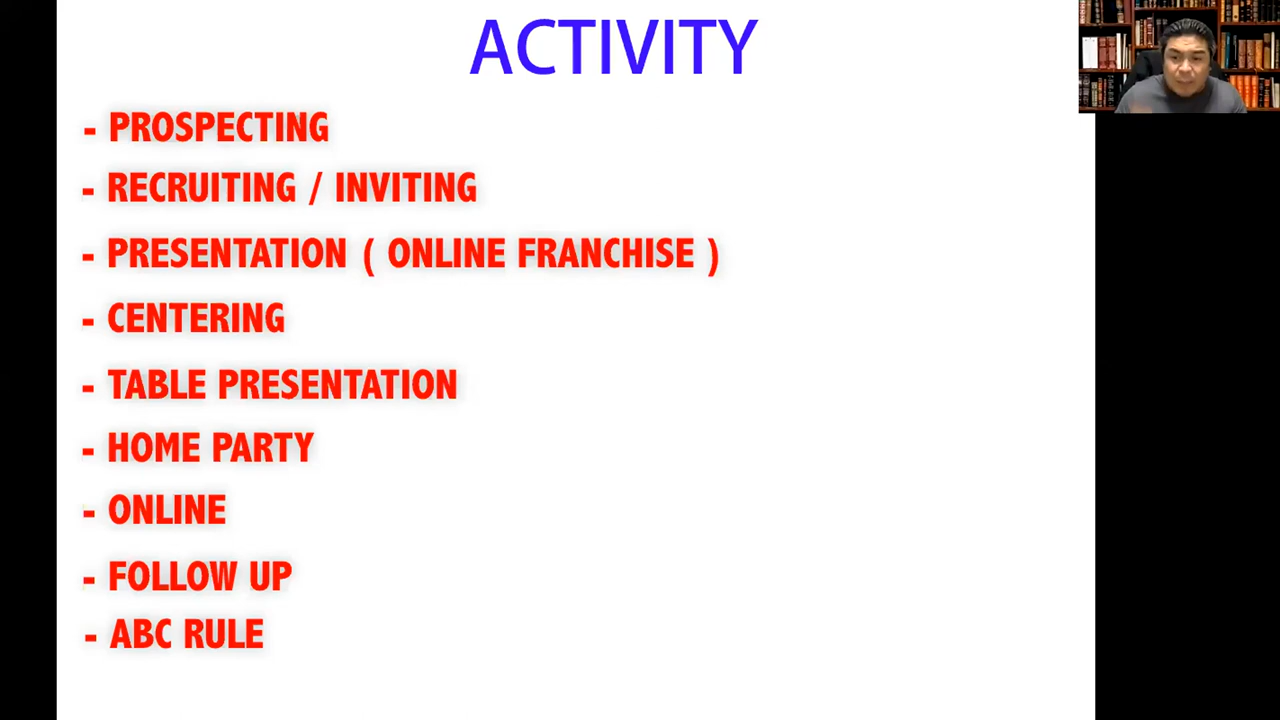 ACTIVITY
- PROSPECTING
- RECRUITING / INVITING
- PRESENTATION ( ONLINE FRANCHISE )
- CENTERING
- TABLE PRESENTATION
- HOME PARTY
- ONLINE
- FOLLOW UP
- ABC RULE